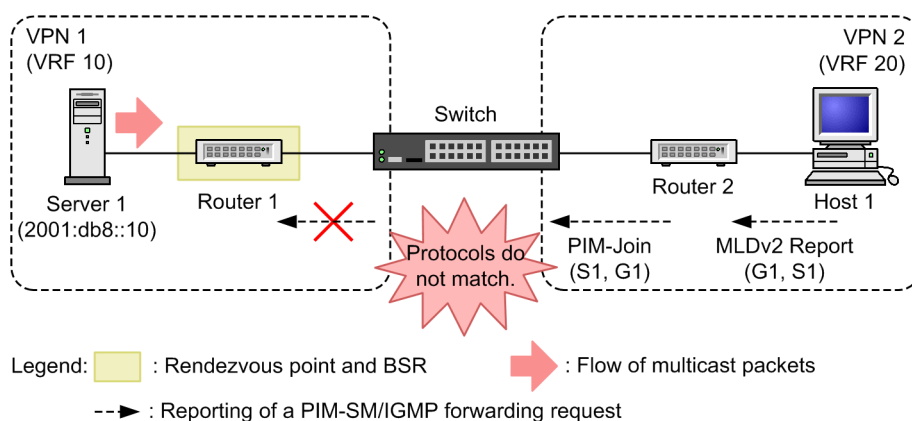 VPN 1
(VRF 10)
VPN 2
(VRF 20)
Switch
Server 1
(2001:db8::10)
Router 1
Router 2
Host 1
Protocols do
not match.
PIM-Join
(S1, G1)
MLDv2 Report
(G1, S1)
Legend:
: Rendezvous point and BSR
: Flow of multicast packets
: Reporting of a PIM-SM/IGMP forwarding request